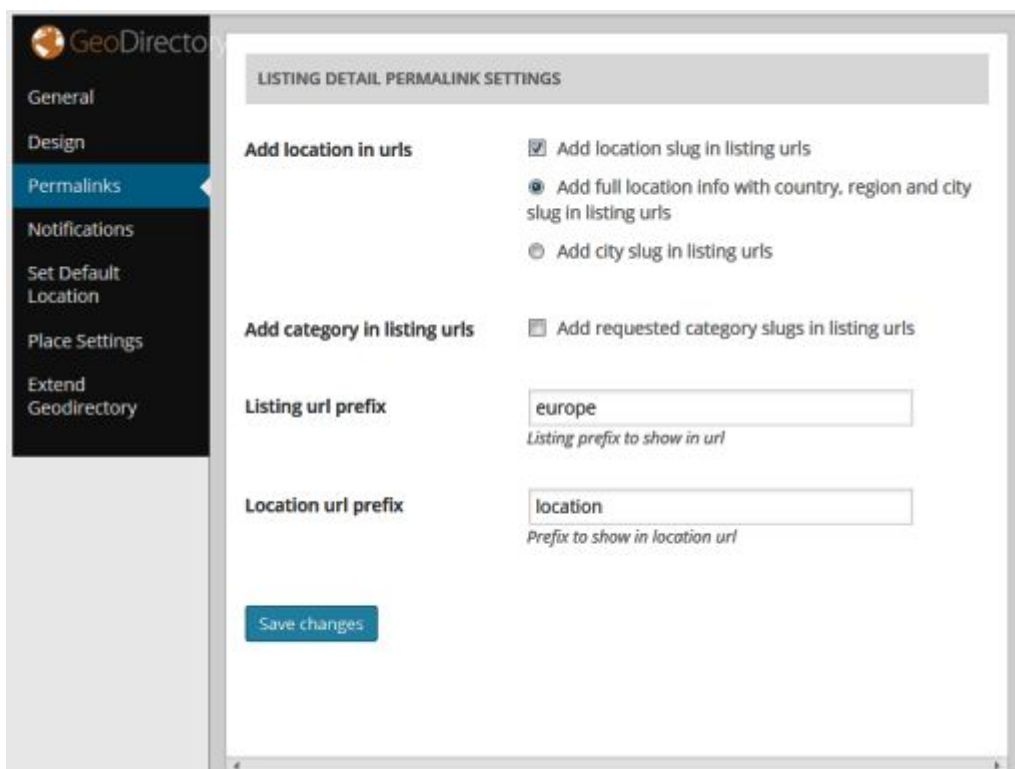 GeoDirectory
General
Design
Permalinks
Notifications
Set Default
Location
Place Settings
Extend
Geodirectory
LISTING DETAIL PERMALINK SETTINGS
Add location in urls
Add location slug in listing urls
Add full location info with country, region and city
slug in listing urls
Add city slug in listing urls
Add category in listing urls
Add requested category slugs in listing urls
Listing url prefix
europe
Listing prefix to show in url
Location url prefix
location
Prefix to show in location url
Save changes